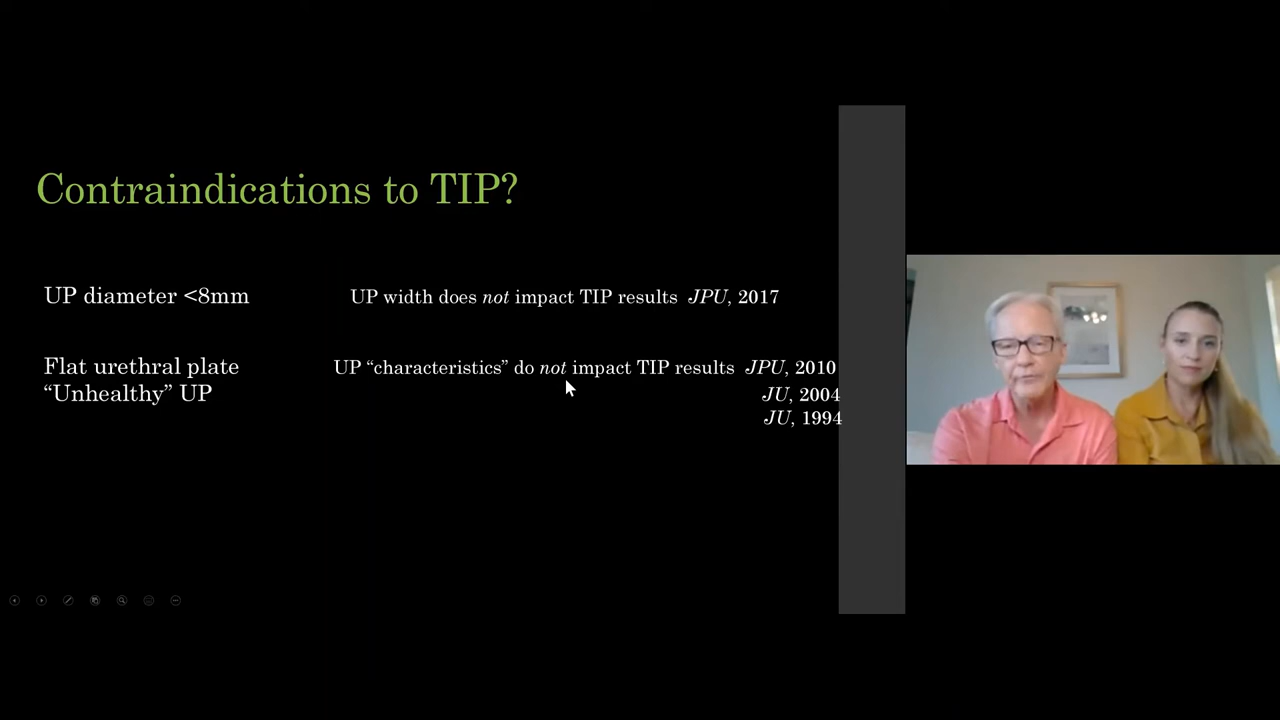 Contraindications to TIP?
UP diameter <8mm
UP width does not impact TIP results JPU, 2017
Flat urethral plate
UP “characteristics” do not impact TIP results JPU, 2010
“Unhealthy” UP
JU, 2004
JU, 1994